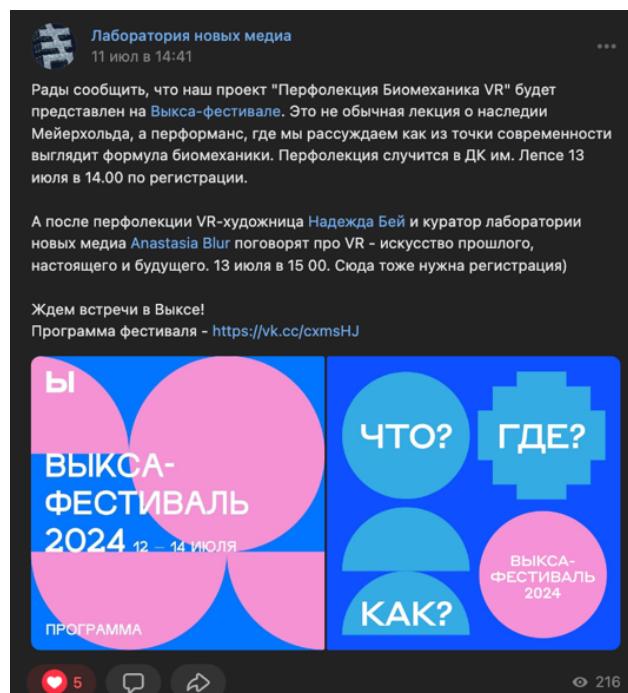 Лаборатория новых медиа
11 июл в 14:41
Рады сообщить, что наш проект "Перфолекция Биомеханика VR" будет
представлен на Выкса-фестивале. Это не обычная лекция о наследии
Мейерхольда, а перформанс, где мы рассуждаем как из точки современности
выглядит формула биомеханики. Перфолекция случится в ДК им. Лепсе 13
июля в 14.00 по регистрации.
А после перфолекции VR-художница Надежда Бей и куратор лаборатории
новых медиа Anastasia Blur поговорят про VR - искусство прошлого,
настоящего и будущего. 13 июля в 15 00. Сюда тоже нужна регистрация)
Ждем встречи в Выксе!
Программа фестиваля - https://vk.cc/cxmsHJ
Ы
ВЫКСА-
ФЕСТИВАЛЬ
2024 12 – 14 ИЮЛЯ
ПРОГРАММА
ЧТО?
ГДЕ?
КАК?
ВЫКСА-
ФЕСТИВАЛЬ
2024
5
216